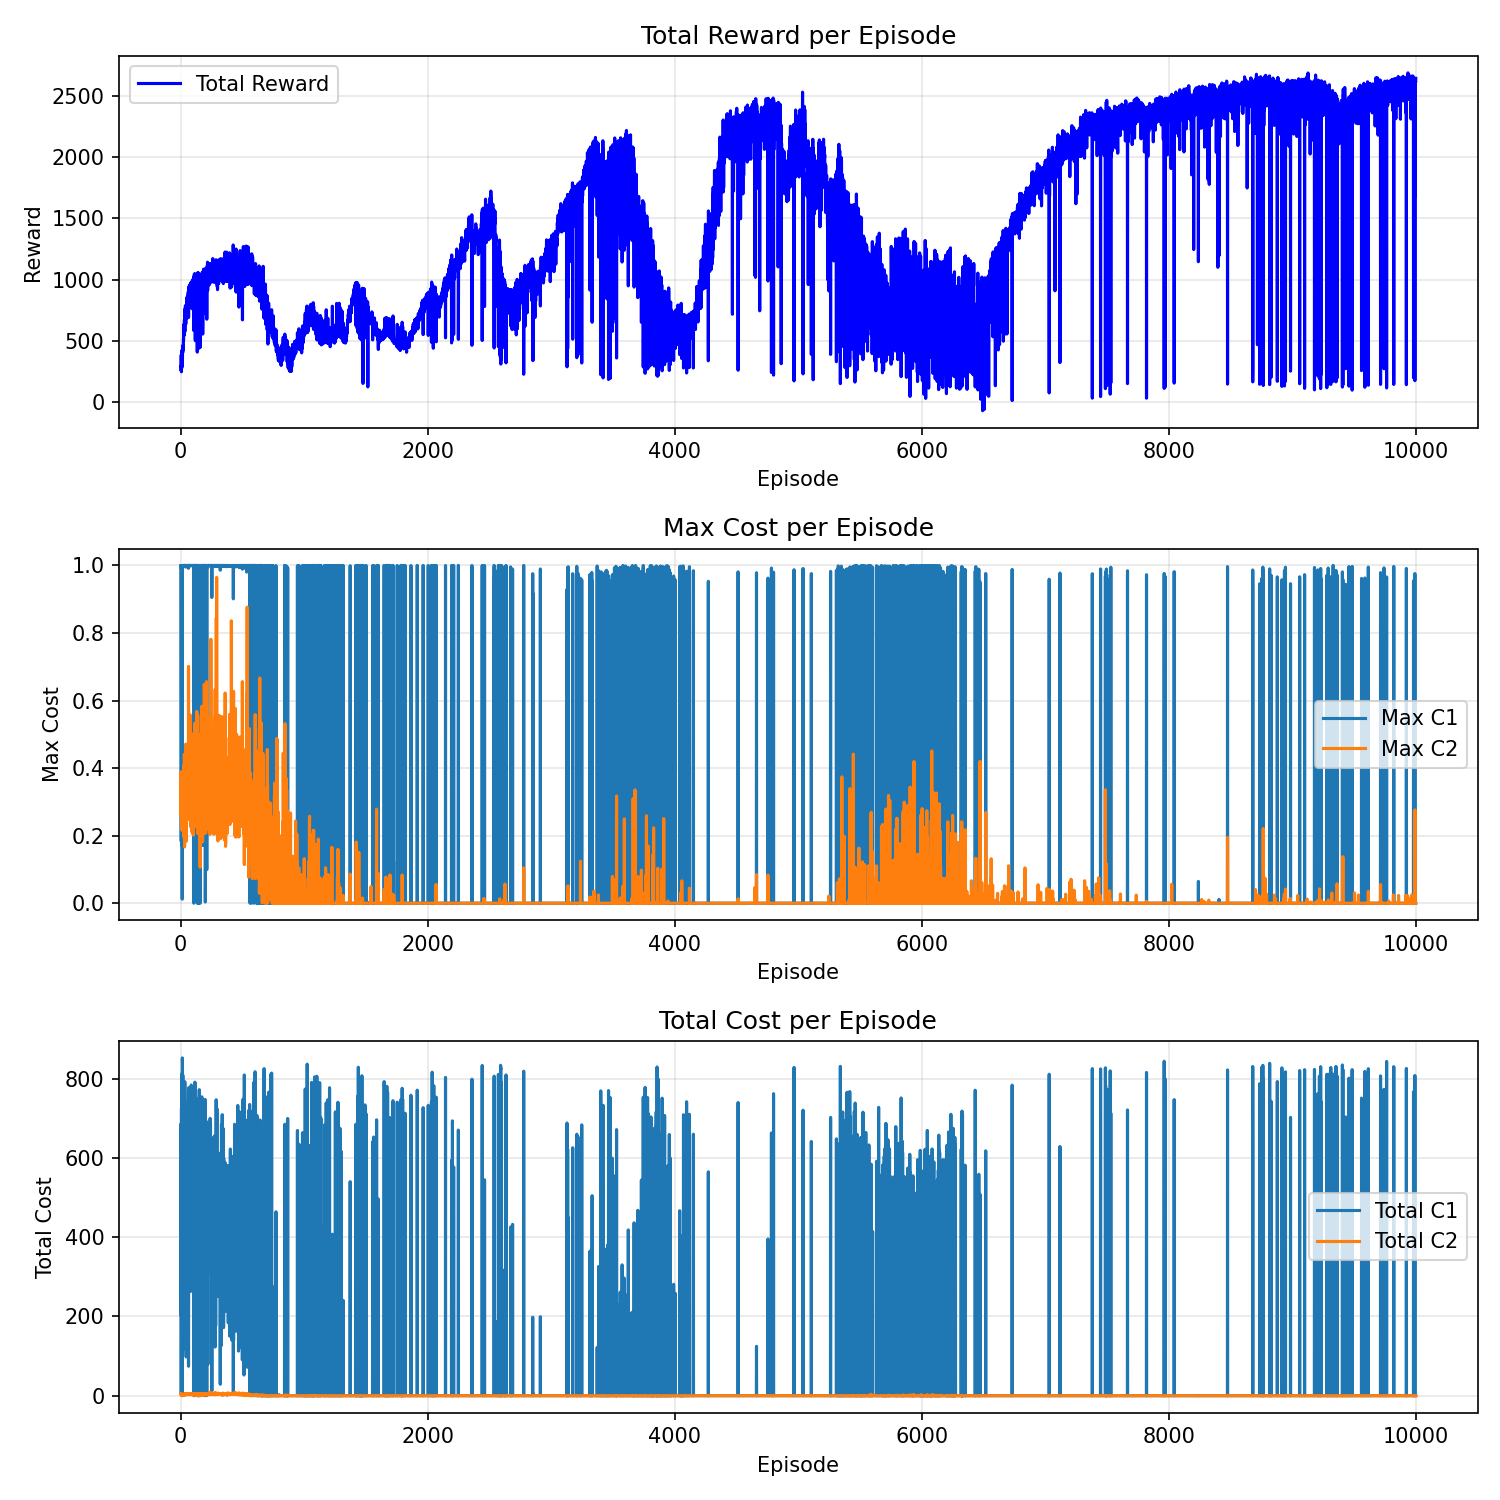 Total Reward per Episode
Total Reward
Reward
2500
2000
1500
1000
500
0
0 2000 4000 6000 8000 10000
Episode
Max Cost per Episode
Max Cost
1.0
0.8
0.6
0.4
0.2
0.0
Max C1
Max C2
0 2000 4000 6000 8000 10000
Episode
Total Cost per Episode
Total Cost
800
600
400
200
0
Total C1
Total C2
0 2000 4000 6000 8000 10000
Episode